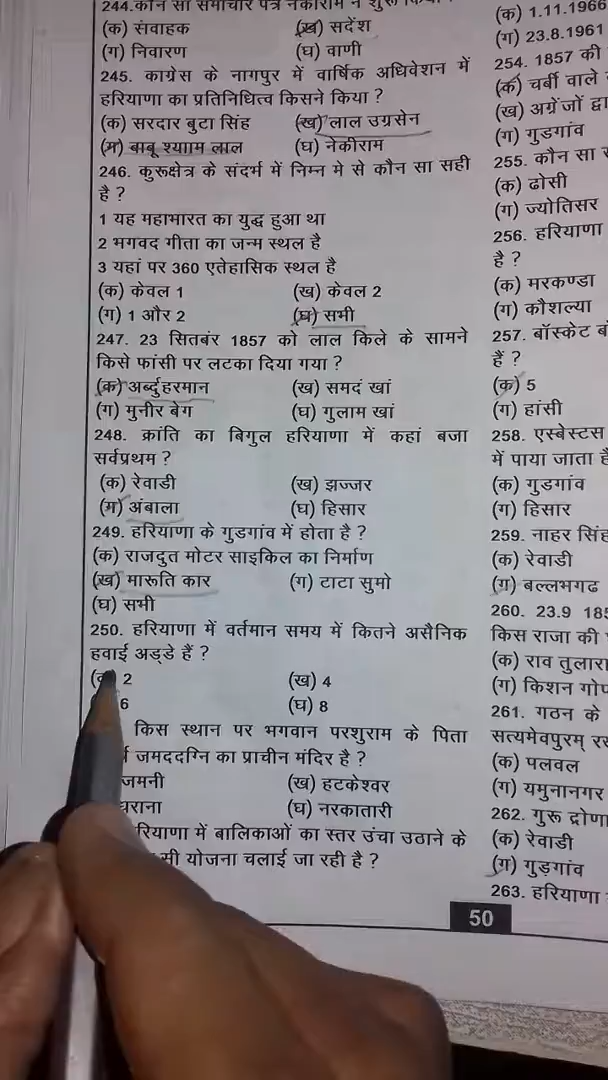 244.कौन सा समाचार पत्र नेकीराम ने शुरू किया
(क) संवाहक (ख) सदेंश
(ग) निवारण (घ) वाणी
245. काग्रेस के नागपुर में वार्षिक अधिवेशन में
हरियाणा का प्रतिनिधित्व किसने किया ?
(क) सरदार बुटा सिंह (ख) लाल उग्रसेन
(ग) बाबू श्यााम लाल (घ) नेकीराम
246. कुरूक्षेत्र के संदर्भ में निम्न मे से कौन सा सही
है ?
1 यह महाभारत का युद्ध हुआ था
2 भगवद गीता का जन्म स्थल है
3 यहां पर 360 एतेहासिक स्थल है
(क) केवल 1 (ख) केवल 2
(ग) 1 और 2 (घ) सभी
247. 23 सितबंर 1857 को लाल किले के सामने
किसे फांसी पर लटका दिया गया ?
(क) अर्ब्दुहरमान (ख) समदं खां
(ग) मुनीर बेग (घ) गुलाम खां
248. क्रांति का बिगुल हरियाणा में कहां बजा
सर्वप्रथम ?
(क) रेवाडी (ख) झज्जर
(ग) अंबाला (घ) हिसार
249. हरियाणा के गुडगांव में होता है ?
(क) राजदुत मोटर साइकिल का निर्माण
(ख) मारूति कार (ग) टाटा सुमो
(घ) सभी
250. हरियाणा में वर्तमान समय में कितने असैनिक
हवाई अड्डे हैं ?
(क) 2 (ख) 4
6 (घ) 8
किस स्थान पर भगवान परशुराम के पिता
जमददग्नि का प्राचीन मंदिर है ?
जमनी (ख) हटकेश्वर
(घ) नरकातारी
रियाणा में बालिकाओं का स्तर उंचा उठाने के
सी योजना चलाई जा रही है ?
(क) 1.11.1966
(ग) 23.8.1961
254. 1857 की
(क) चर्बी वाले
(ख) अग्रेंजों द्वा
(ग) गुडगांव
255. कौन सा
(क) ढोसी
(ग) ज्योतिसर
256. हरियाणा
है ?
(क) मरकण्डा
(ग) कौशल्या
257. बॉस्केट बॉ
हैं ?
(क) 5
(ग) हांसी
258. एस्बेस्टस
में पाया जाता है
(क) गुडगांव
(ग) हिसार
259. नाहर सिंह
(क) रेवाडी
(ग) बल्लभगढ
260. 23.9 185
किस राजा की
(क) राव तुलारा
(ग) किशन गोप
261. गठन के
सत्यमेवपुरम् रर
(क) पलवल
(ग) यमुनानगर
262. गुरू द्रोणा
(क) रेवाडी
(ग) गुड़गांव
263. हरियाणा
50